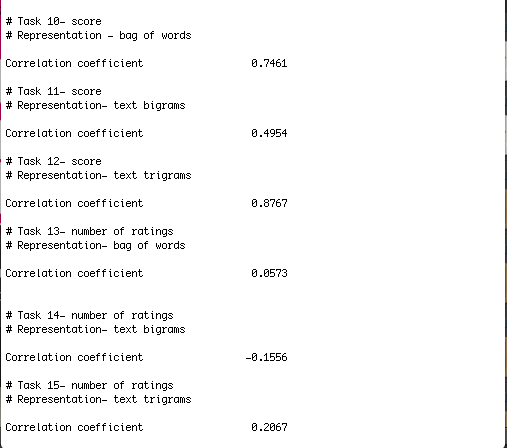 # Task 10- score
# Representation - bag of words
Correlation coefficient 0.7461
# Task 11- score
# Representation- text bigrams
Correlation coefficient 0.4954
# Task 12- score
# Representation- text trigrams
Correlation coefficient 0.8767
# Task 13- number of ratings
# Representation- bag of words
Correlation coefficient 0.0573
# Task 14- number of ratings
# Representation- text bigrams
Correlation coefficient -0.1556
# Task 15- number of ratings
# Representation- text trigrams
Correlation coefficient 0.2067